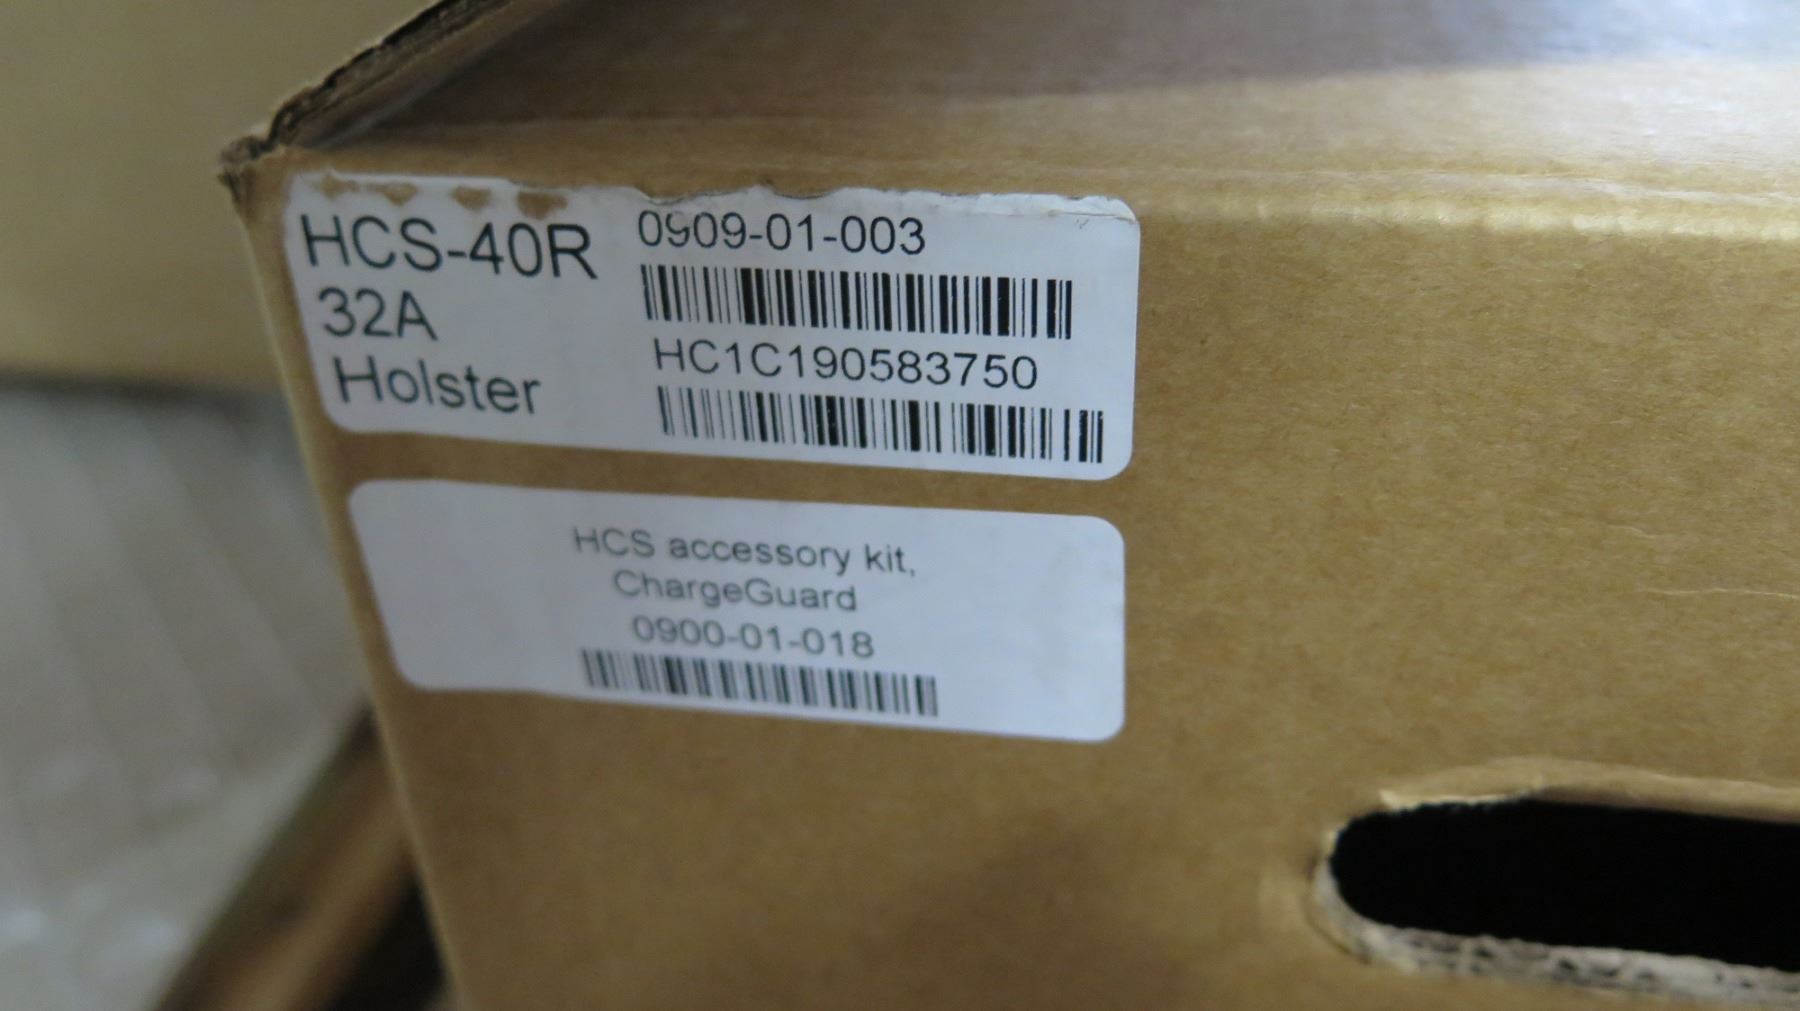 HCS-40R
32A
Holster
0909-01-003
HC1C190583750
HCS accessory kit,
ChargeGuard
0900-01-018